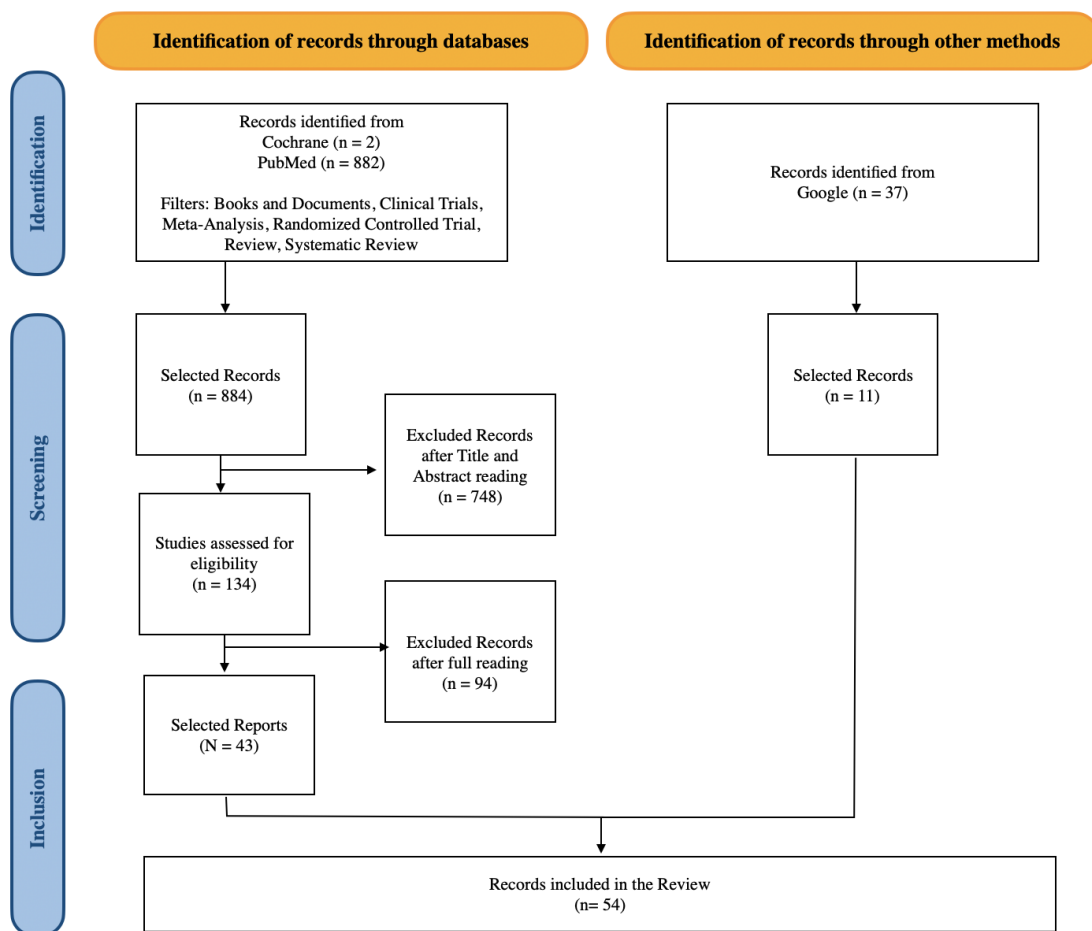 Identification of records through databases
Identification of records through other methods
Identification
Records identified from
Cochrane (n = 2)
PubMed (n = 882)
Filters: Books and Documents, Clinical Trials,
Meta-Analysis, Randomized Controlled Trial,
Review, Systematic Review
Records identified from
Google (n = 37)
Screening
Selected Records
(n = 884)
Selected Records
(n = 11)
Excluded Records
after Title and
Abstract reading
(n = 748)
Studies assessed for
eligibility
(n = 134)
Excluded Records
after full reading
(n = 94)
Inclusion
Selected Reports
(N = 43)
Records included in the Review
(n= 54)